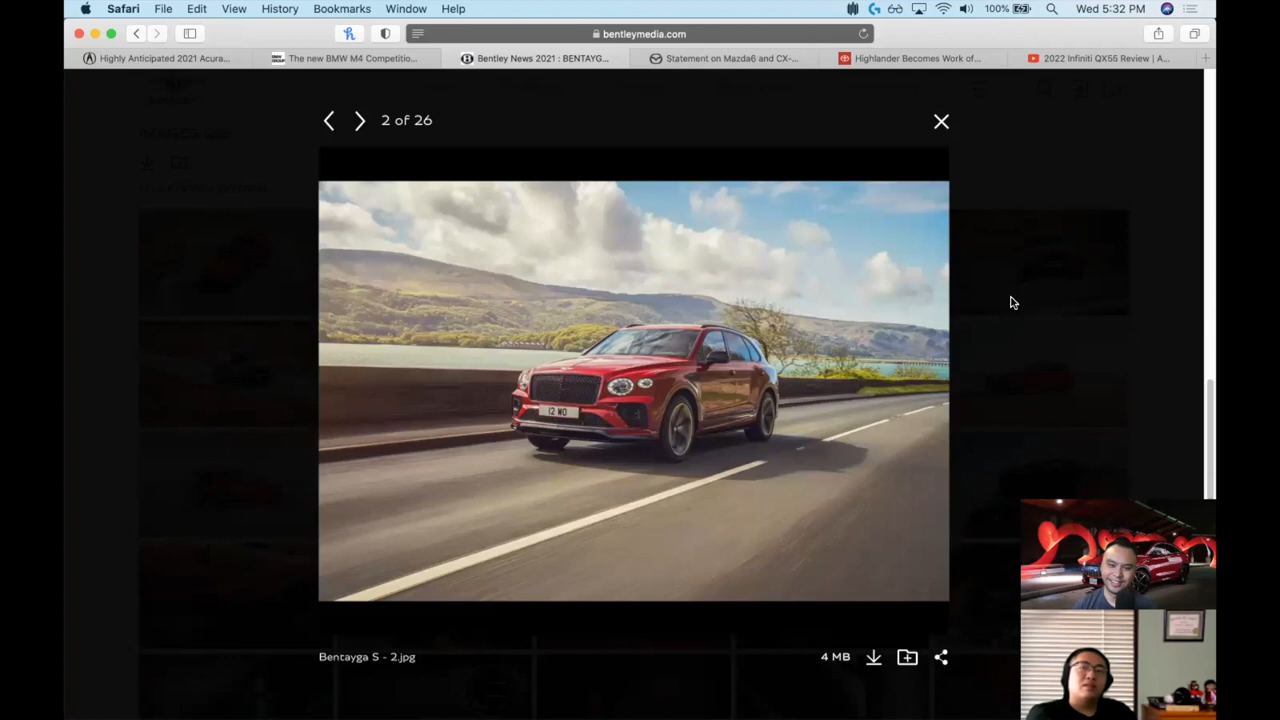 Safari File Edit View History Bookmarks Window Help 100% Wed 5:32 PM
bentleymedia.com
Highly Anticipated 2021 Acura... The new BMW M4 Competitio... Bentley News 2021 : BENTAYG... Statement on Mazda6 and CX-... Highlander Becomes Work of... 2022 Infiniti QX55 Review | A...
2 of 26
Bentayga S - 2.jpg 4 MB